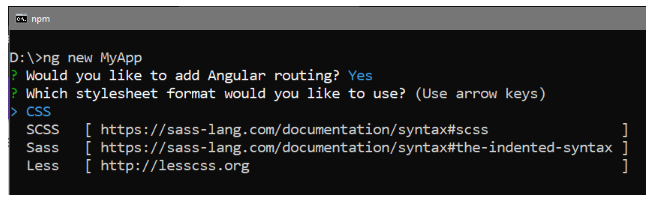 npm
D:\>ng new MyApp
? Would you like to add Angular routing? Yes
? Which stylesheet format would you like to use? (Use arrow keys)
> CSS
SCSS [ https://sass-lang.com/documentation/syntax#scss ]
Sass [ https://sass-lang.com/documentation/syntax#the-indented-syntax ]
Less [ http://lesscss.org ]